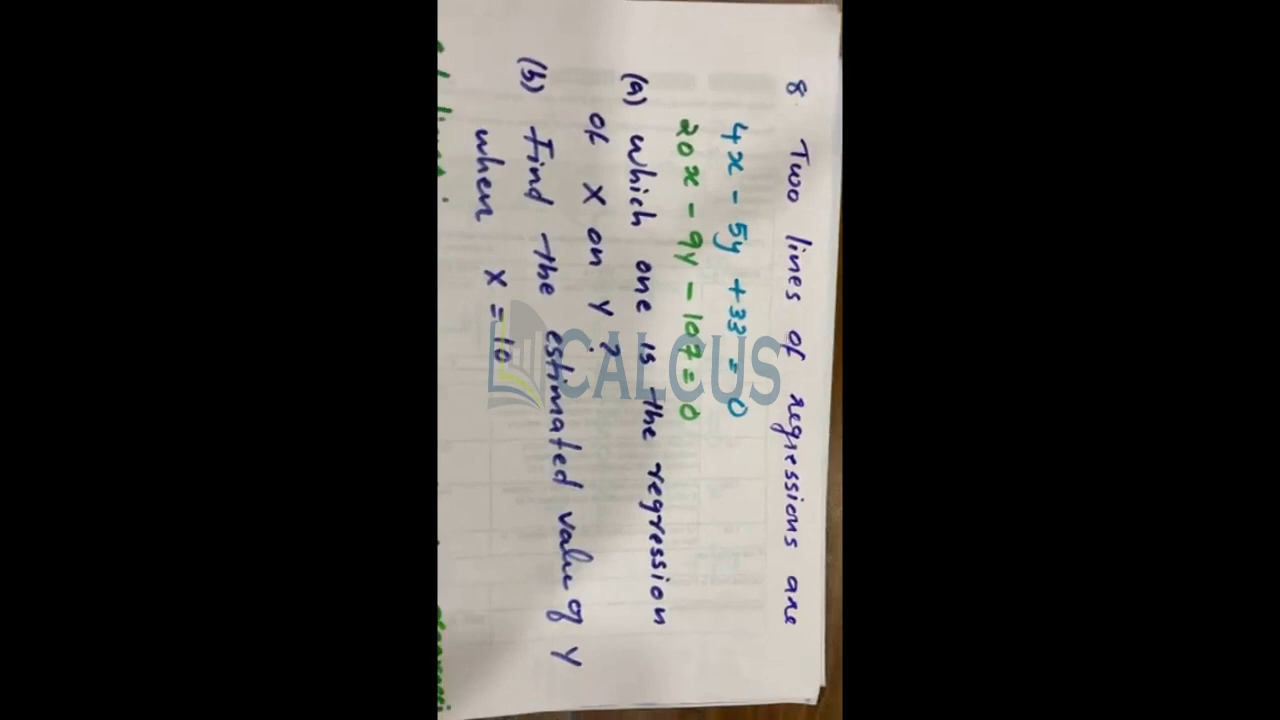 8. Two lines of regressions are
4x - 5y + 33 = 0
20x - 9y - 107 = 0
(a) which one is the regression
of x on y ?
(b) Find the estimated value of y
when x = 10
CALCUS